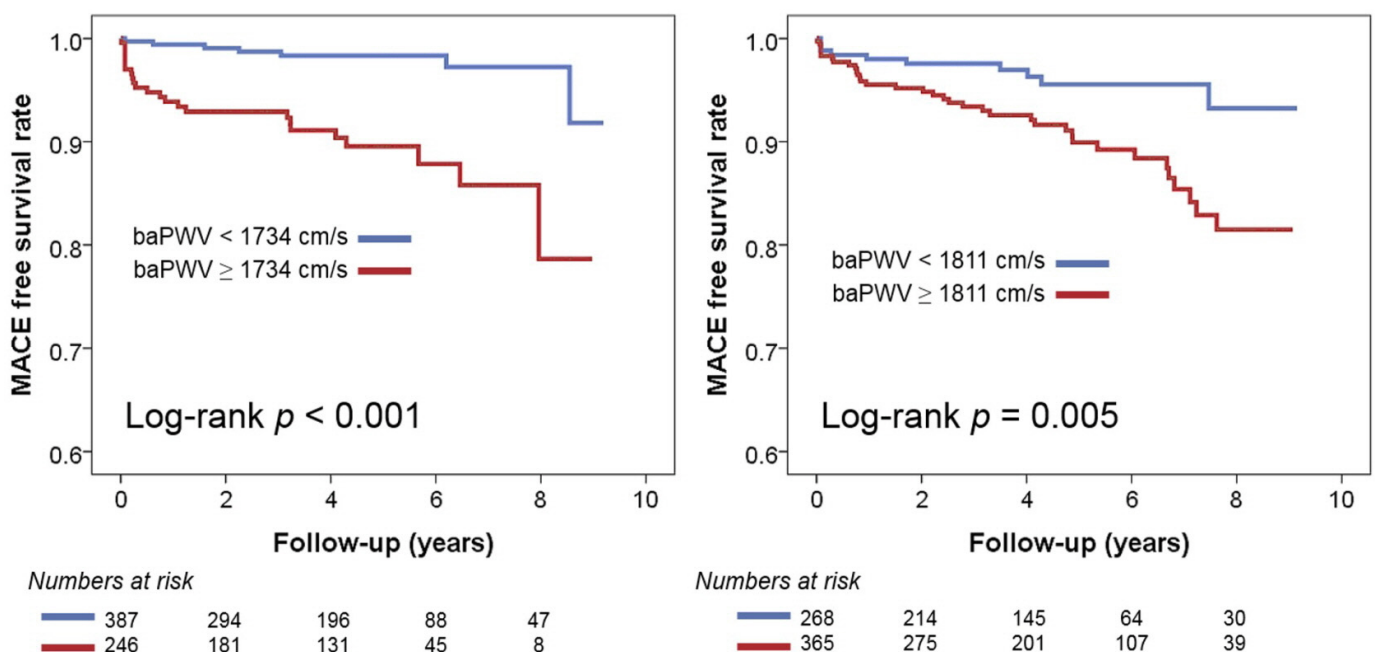 MACE free survival rate
1.0
0.9
0.8
0.7
0.6
baPWV < 1734 cm/s
baPWV ≥ 1734 cm/s
Log-rank p < 0.001
0 2 4 6 8 10
Follow-up (years)
Numbers at risk
387 294 196 88 47
246 181 131 45 8
MACE free survival rate
1.0
0.9
0.8
0.7
0.6
baPWV < 1811 cm/s
baPWV ≥ 1811 cm/s
Log-rank p = 0.005
0 2 4 6 8 10
Follow-up (years)
Numbers at risk
268 214 145 64 30
365 275 201 107 39